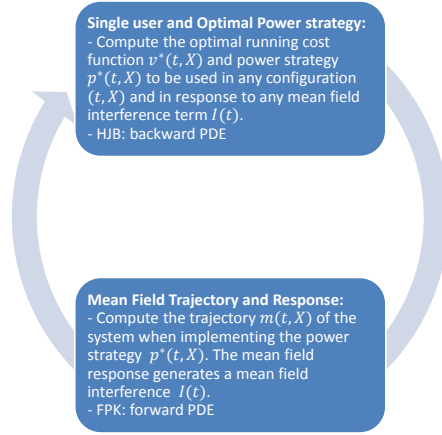 Single user and Optimal Power strategy:
- Compute the optimal running cost
function v*(t, X) and power strategy
p*(t, X) to be used in any configuration
(t, X) and in response to any mean field
interference term I(t).
- HJB: backward PDE
Mean Field Trajectory and Response:
- Compute the trajectory m(t, X) of the
system when implementing the power
strategy p*(t, X). The mean field
response generates a mean field
interference I(t).
- FPK: forward PDE